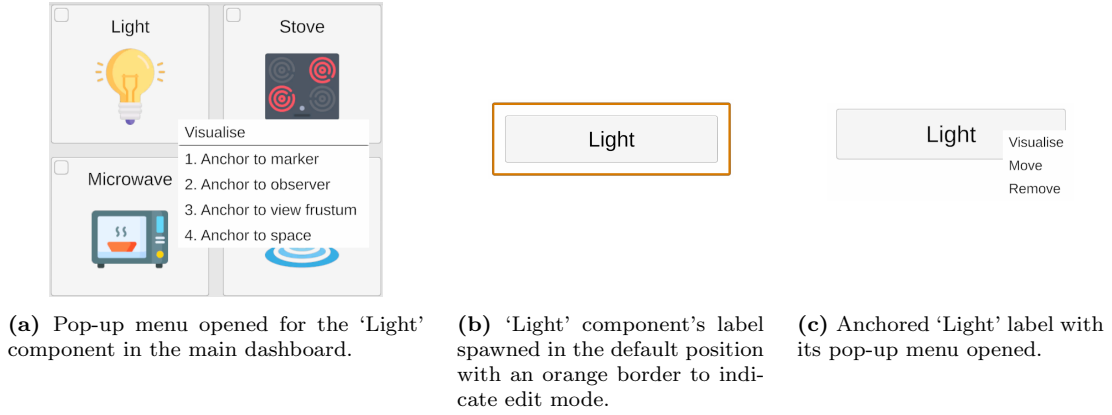 Light
Stove
Visualise
1. Anchor to marker
2. Anchor to observer
3. Anchor to view frustum
4. Anchor to space
Microwave
Light
Light
Visualise
Move
Remove
(a) Pop-up menu opened for the ‘Light’
component in the main dashboard.
(b) ‘Light’ component’s label
spawned in the default position
with an orange border to indi-
cate edit mode.
(c) Anchored ‘Light’ label with
its pop-up menu opened.